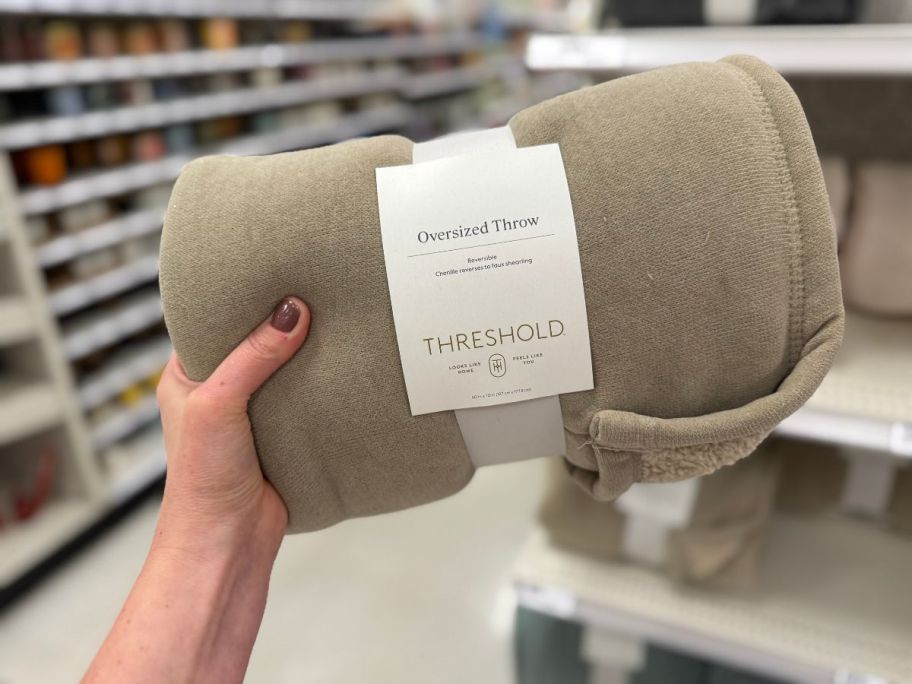 Oversized Throw
Reversible
Chenille reverses to faux shearling
THRESHOLD
LOOKS LIKE
HOME
FEELS LIKE
YOU